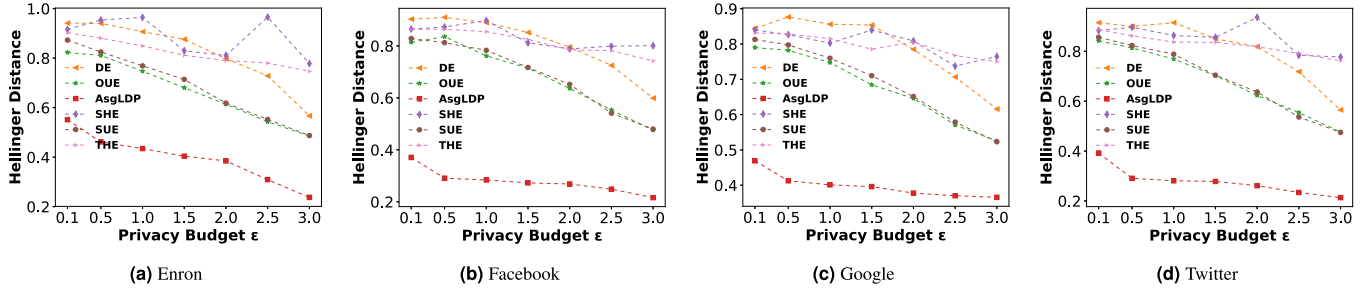 Hellinger Distance
1.0
0.8
0.6
0.4
0.2
DE
OUE
AsgLDP
SHE
SUE
THE
0.1 0.5 1.0 1.5 2.0 2.5 3.0
Privacy Budget ε
(a) Enron
Hellinger Distance
0.8
0.6
0.4
0.2
DE
OUE
AsgLDP
SHE
SUE
THE
0.1 0.5 1.0 1.5 2.0 2.5 3.0
Privacy Budget ε
(b) Facebook
Hellinger Distance
0.9
0.8
0.7
0.6
0.5
0.4
DE
OUE
AsgLDP
SHE
SUE
THE
0.1 0.5 1.0 1.5 2.0 2.5 3.0
Privacy Budget ε
(c) Google
Hellinger Distance
0.8
0.6
0.4
0.2
DE
OUE
AsgLDP
SHE
SUE
THE
0.1 0.5 1.0 1.5 2.0 2.5 3.0
Privacy Budget ε
(d) Twitter